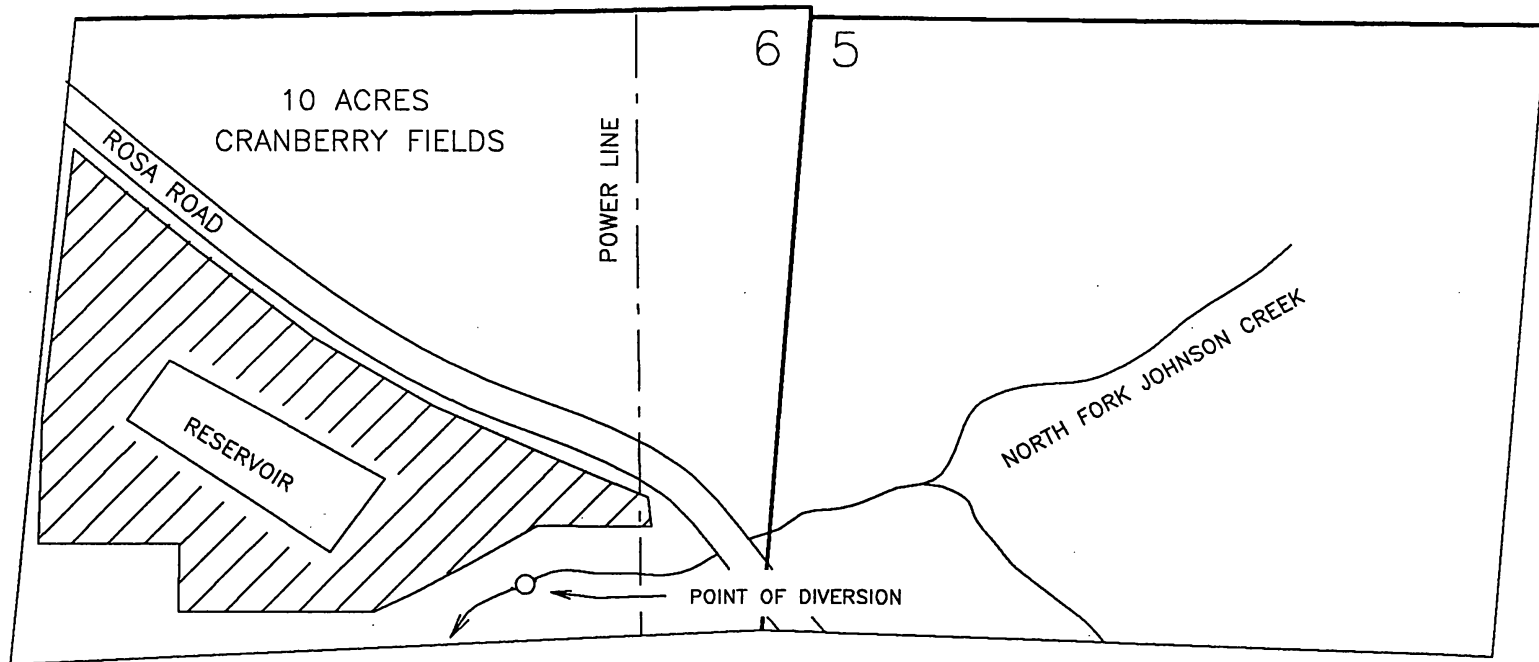 6 5
10 ACRES
CRANBERRY FIELDS
ROSA ROAD
POWER LINE
NORTH FORK JOHNSON CREEK
RESERVOIR
POINT OF DIVERSION